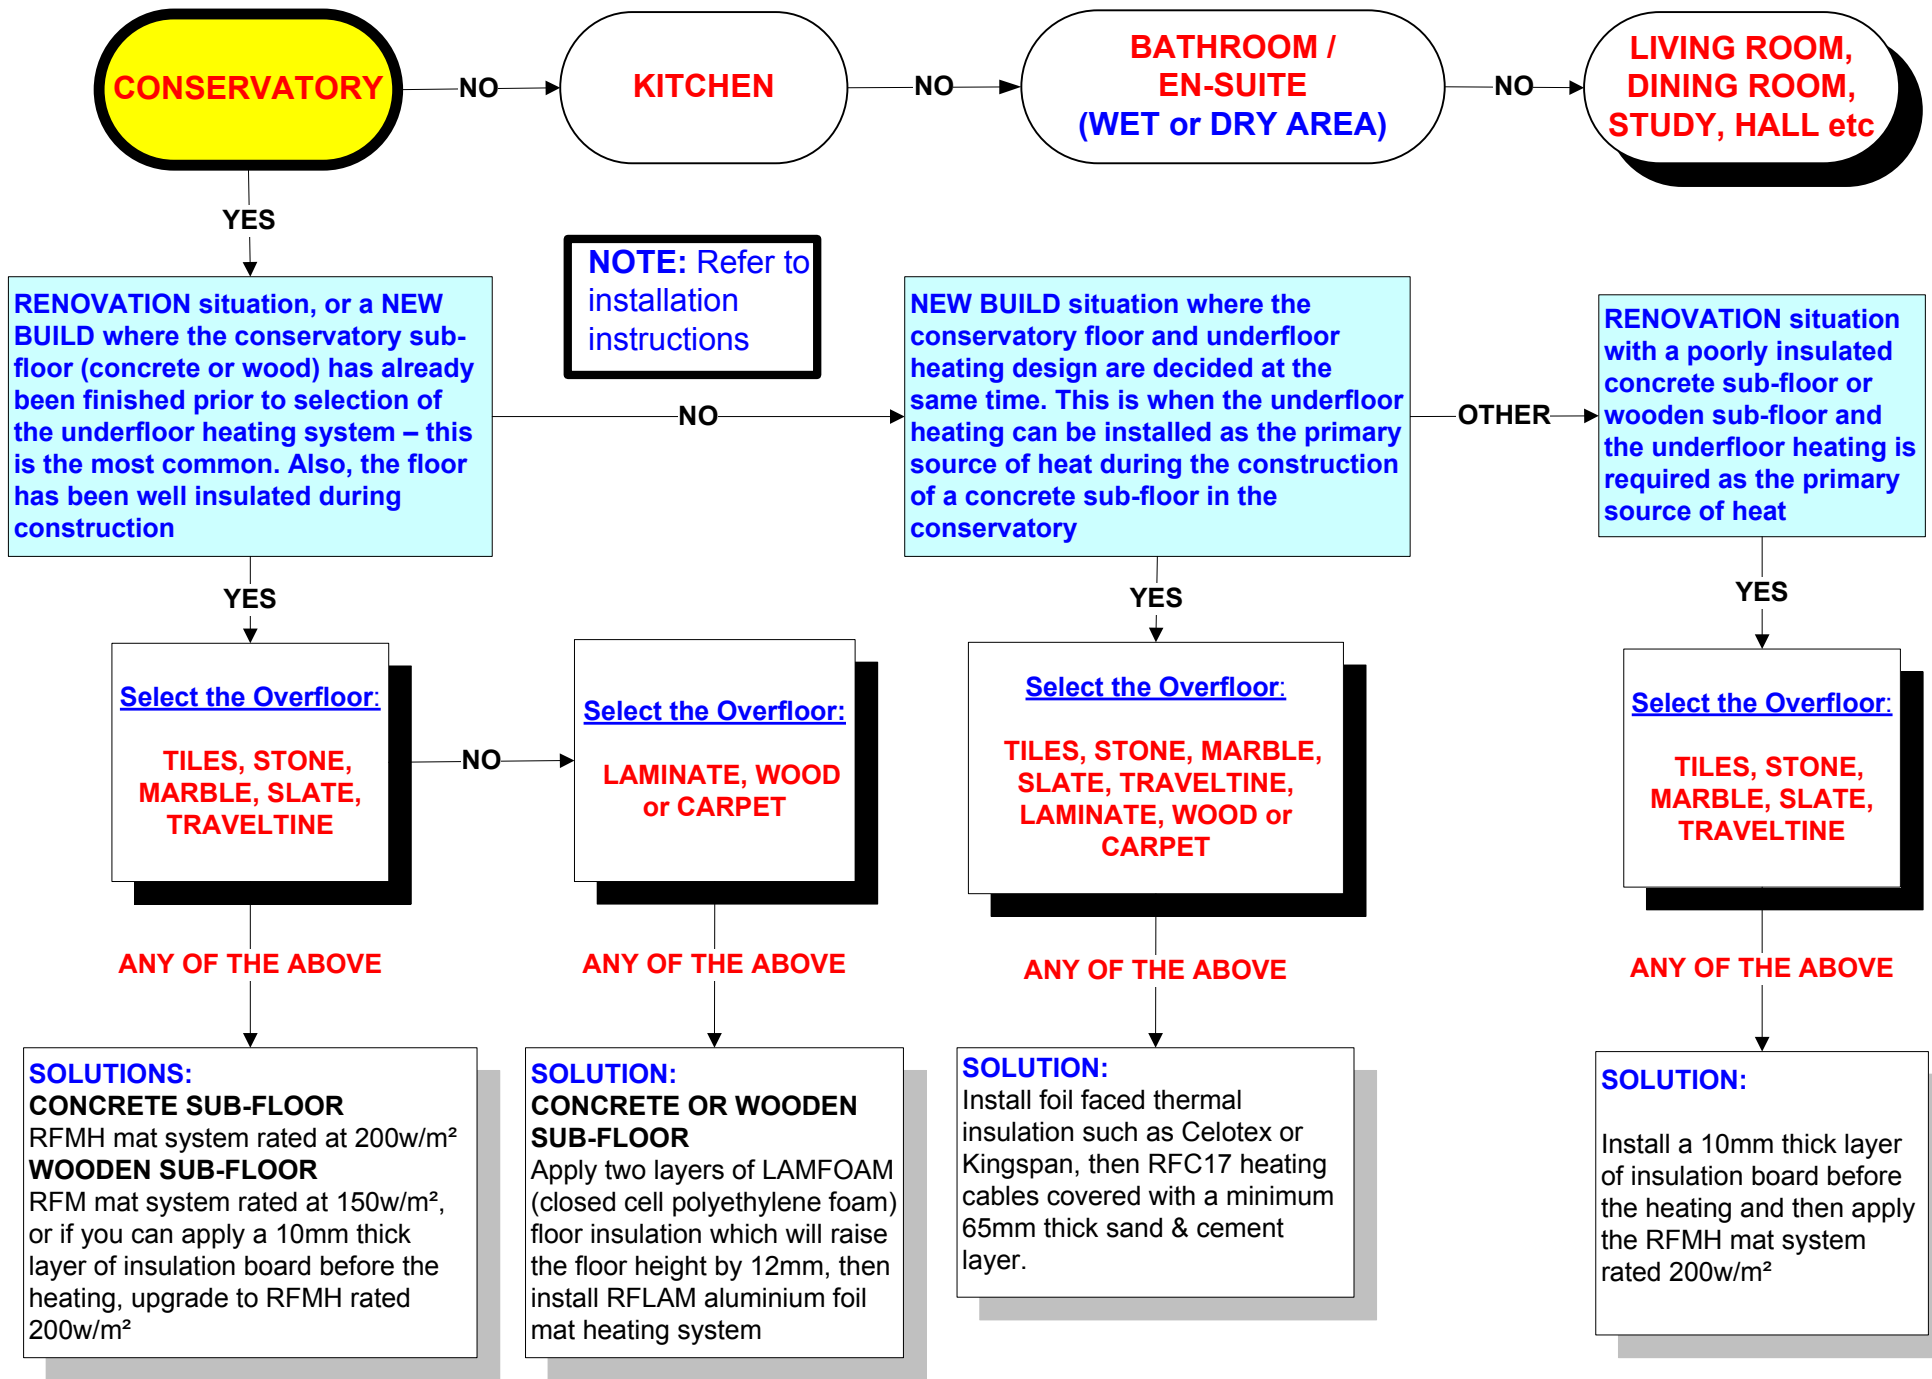 CONSERVATORY
NO
KITCHEN
NO
BATHROOM /
EN-SUITE
(WET or DRY AREA)
NO
LIVING ROOM,
DINING ROOM,
STUDY, HALL etc
YES
RENOVATION situation, or a NEW
BUILD where the conservatory sub-
floor (concrete or wood) has already
been finished prior to selection of
the underfloor heating system – this
is the most common. Also, the floor
has been well insulated during
construction
NOTE: Refer to
installation
instructions
NO
NEW BUILD situation where the
conservatory floor and underfloor
heating design are decided at the
same time. This is when the underfloor
heating can be installed as the primary
source of heat during the construction
of a concrete sub-floor in the
conservatory
OTHER
RENOVATION situation
with a poorly insulated
concrete sub-floor or
wooden sub-floor and
the underfloor heating is
required as the primary
source of heat
YES
YES
YES
Select the Overfloor:
TILES, STONE,
MARBLE, SLATE,
TRAVELTINE
NO
Select the Overfloor:
LAMINATE, WOOD
or CARPET
Select the Overfloor:
TILES, STONE, MARBLE,
SLATE, TRAVELTINE,
LAMINATE, WOOD or
CARPET
Select the Overfloor:
TILES, STONE,
MARBLE, SLATE,
TRAVELTINE
ANY OF THE ABOVE
ANY OF THE ABOVE
ANY OF THE ABOVE
ANY OF THE ABOVE
SOLUTIONS:
CONCRETE SUB-FLOOR
RFMH mat system rated at 200w/m²
WOODEN SUB-FLOOR
RFM mat system rated at 150w/m²,
or if you can apply a 10mm thick
layer of insulation board before the
heating, upgrade to RFMH rated
200w/m²
SOLUTION:
CONCRETE OR WOODEN
SUB-FLOOR
Apply two layers of LAMFOAM
(closed cell polyethylene foam)
floor insulation which will raise
the floor height by 12mm, then
install RFLAM aluminium foil
mat heating system
SOLUTION:
Install foil faced thermal
insulation such as Celotex or
Kingspan, then RFC17 heating
cables covered with a minimum
65mm thick sand & cement
layer.
SOLUTION:
Install a 10mm thick layer
of insulation board before
the heating and then apply
the RFMH mat system
rated 200w/m²